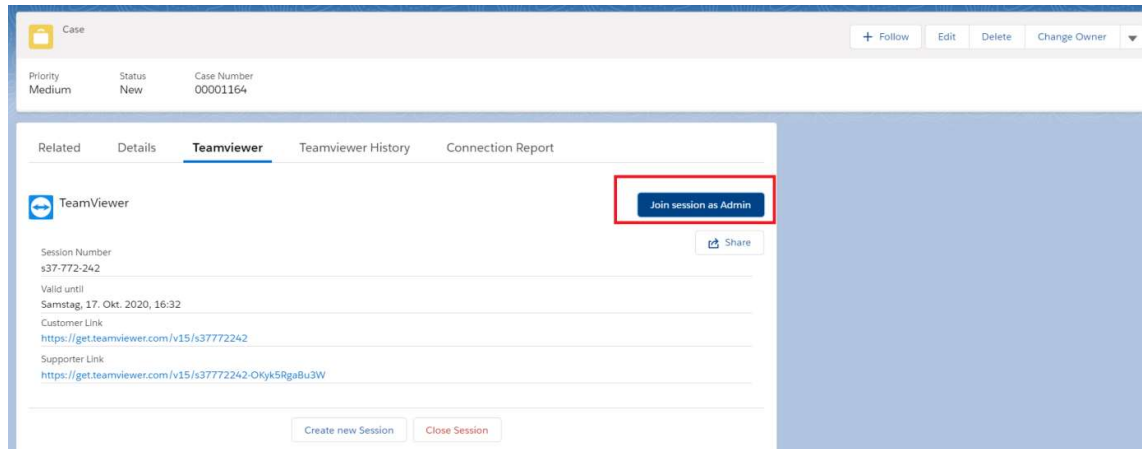 Case
+ Follow Edit Delete Change Owner
Priority Status Case Number
Medium New 00001164
Related Details Teamviewer Teamviewer History Connection Report
TeamViewer
Join session as Admin
Share
Session Number
s37-772-242
Valid until
Samstag, 17. Okt. 2020, 16:32
Customer Link
https://get.teamviewer.com/v15/s37772242
Supporter Link
https://get.teamviewer.com/v15/s37772242-OKyk5RgaBu3W
Create new Session Close Session